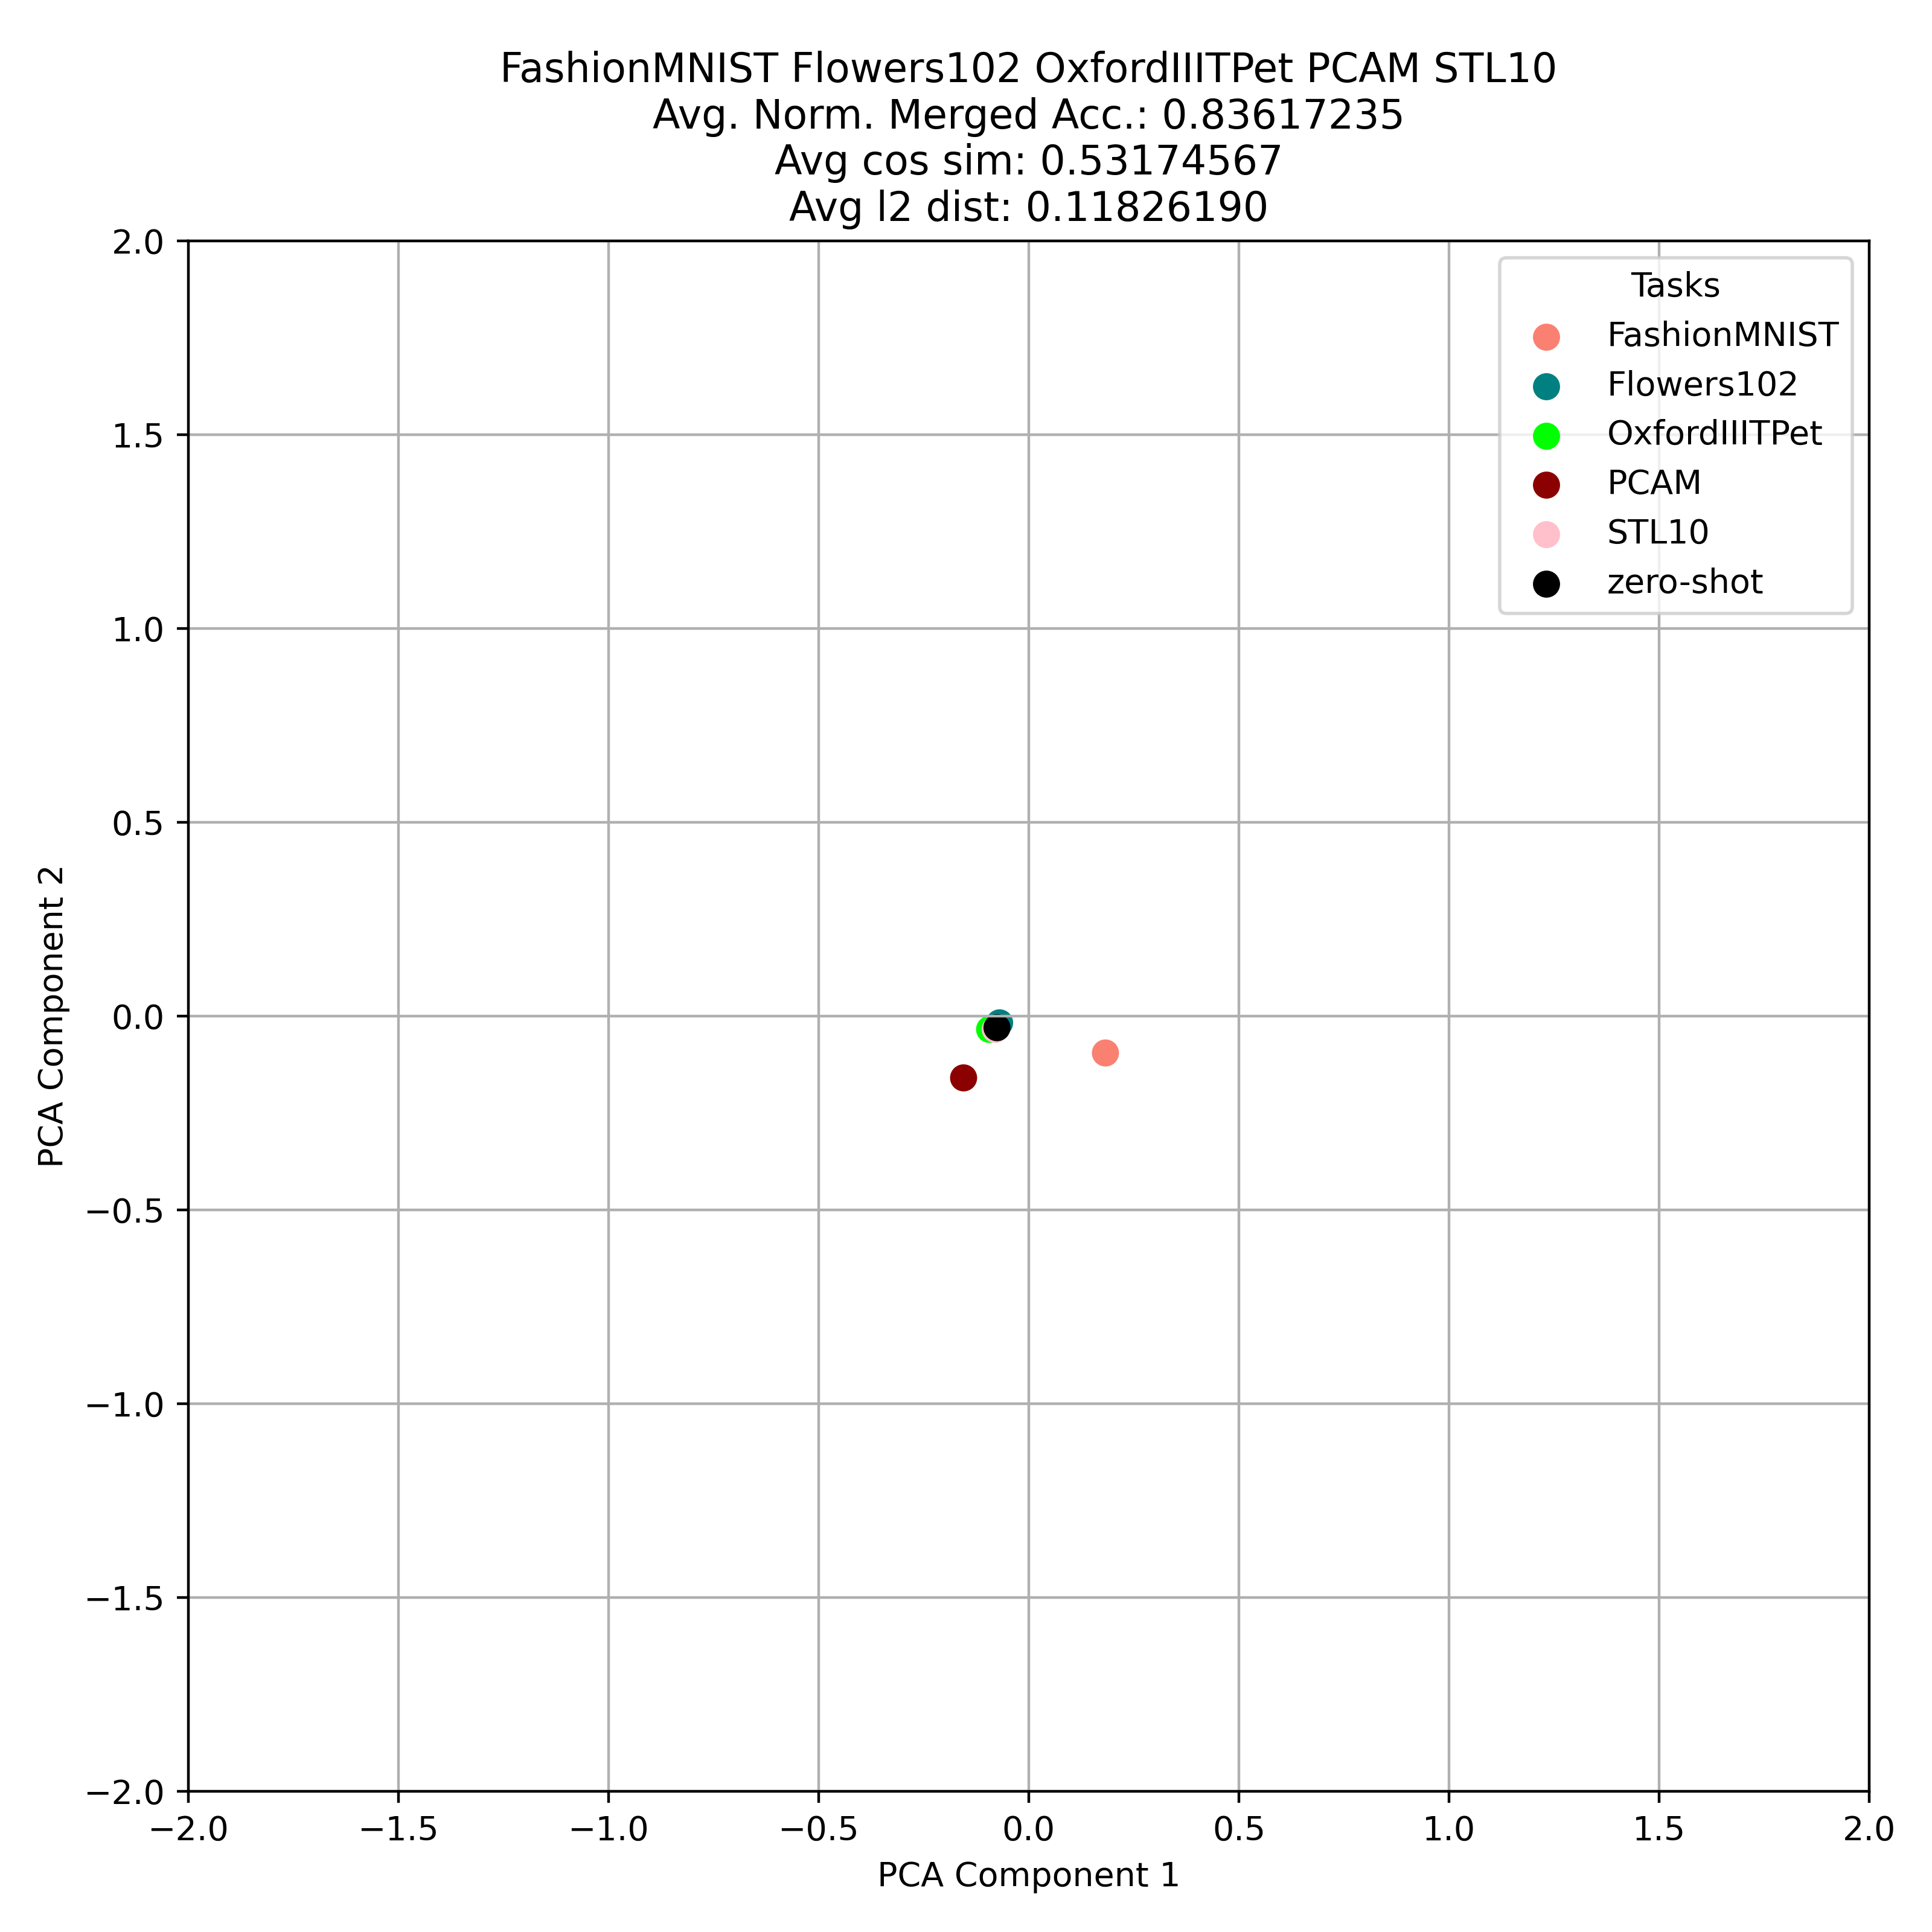 FashionMNIST Flowers102 OxfordIIITPet PCAM STL10
Avg. Norm. Merged Acc.: 0.83617235
Avg cos sim: 0.53174567
Avg l2 dist: 0.11826190
Tasks
FashionMNIST
Flowers102
OxfordIIITPet
PCAM
STL10
zero-shot
PCA Component 2
2.0
1.5
1.0
0.5
0.0
−0.5
−1.0
−1.5
−2.0
−2.0 −1.5 −1.0 −0.5 0.0 0.5 1.0 1.5 2.0
PCA Component 1